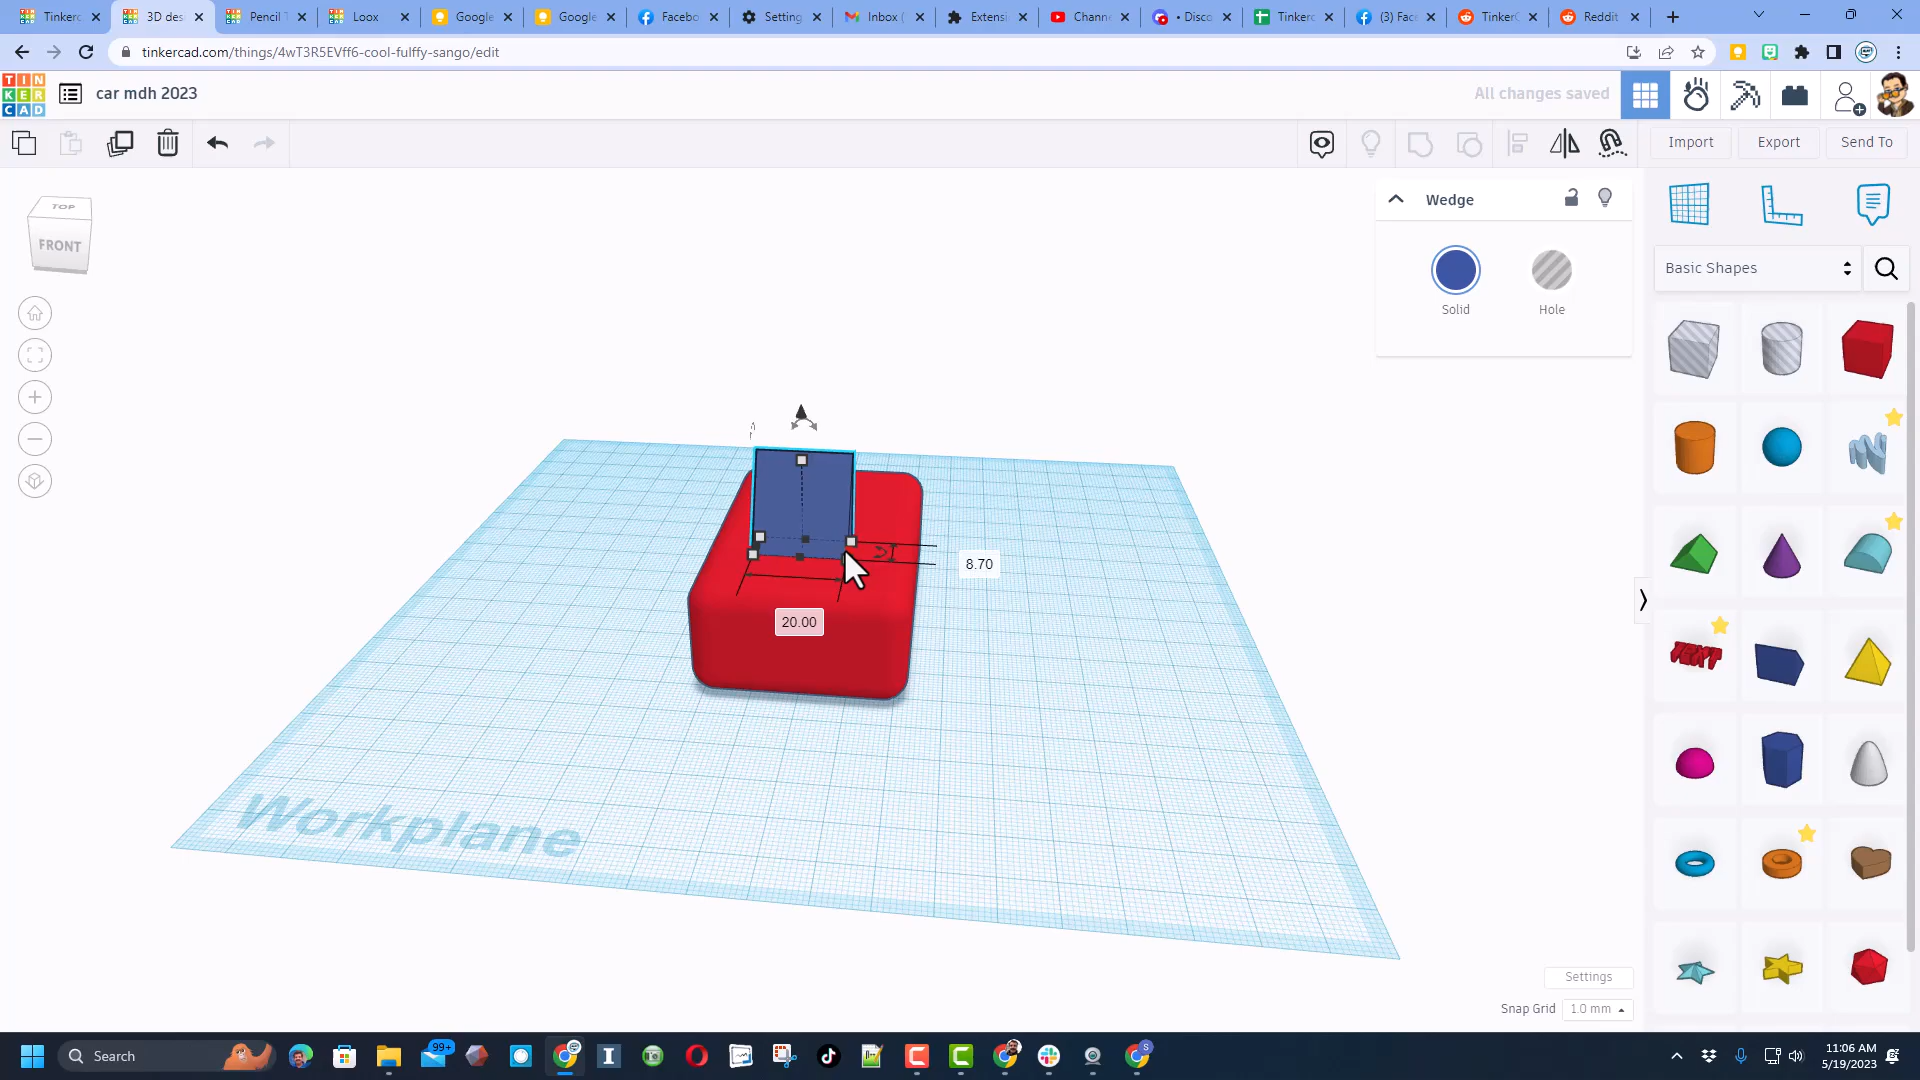 Tinkerc
3D des
Pencil T
Loox
Google
Google
Facebo
Setting
Inbox (
Extensi
Chann
• Disco
Tinkerc
(3) Fac
TinkerC
Reddit
tinkercad.com/things/4wT3R5EVff6-cool-fulffy-sango/edit
TIN
KER
CAD
car mdh 2023
All changes saved
Import
Export
Send To
TOP
FRONT
Wedge
Solid
Hole
Basic Shapes
TEXT
8.70
20.00
Workplane
Settings
Snap Grid
1.0 mm
Search
99+
11:06 AM
5/19/2023